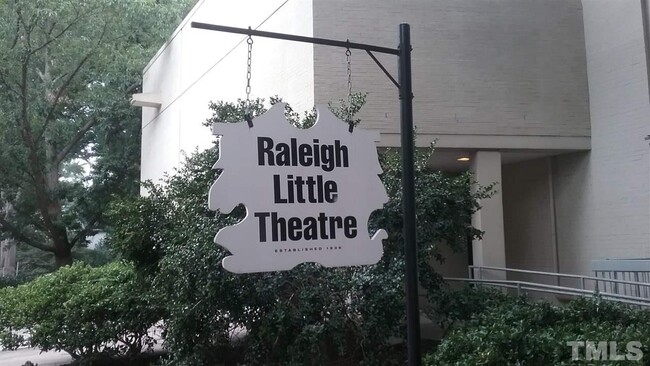 Raleigh
Little
Theatre
ESTABLISHED 1936
TMLS